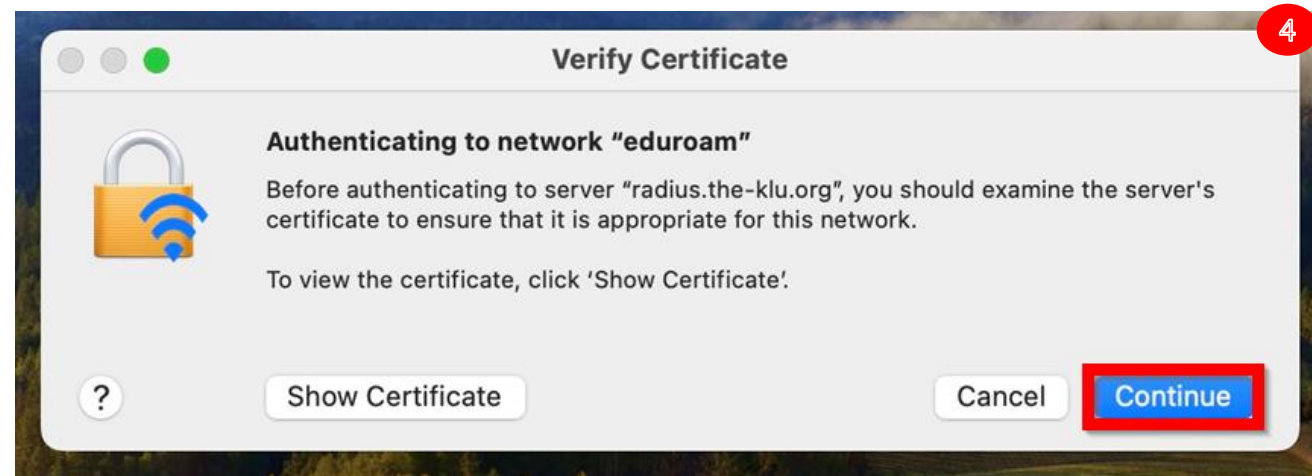 4
Verify Certificate
Authenticating to network “eduroam”
Before authenticating to server “radius.the-klu.org”, you should examine the server's
certificate to ensure that it is appropriate for this network.
To view the certificate, click ‘Show Certificate’.
? Show Certificate Cancel Continue